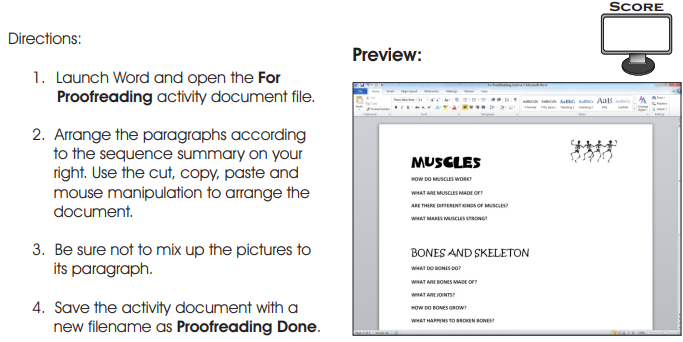 SCORE
Directions:
Preview:
1. Launch Word and open the For
Proofreading activity document file.
2. Arrange the paragraphs according
to the sequence summary on your
right. Use the cut, copy, paste and
mouse manipulation to arrange the
document.
3. Be sure not to mix up the pictures to
its paragraph.
4. Save the activity document with a
new filename as Proofreading Done.
MUSCLES
HOW DO MUSCLES WORK?
WHAT ARE MUSCLES MADE OF?
ARE THERE DIFFERENT KINDS OF MUSCLES?
WHAT MAKES MUSCLES STRONG?
BONES AND SKELETON
WHAT DO BONES DO?
WHAT ARE BONES MADE OF?
WHAT ARE JOINTS?
HOW DO BONES GROW?
WHAT HAPPENS TO BROKEN BONES?